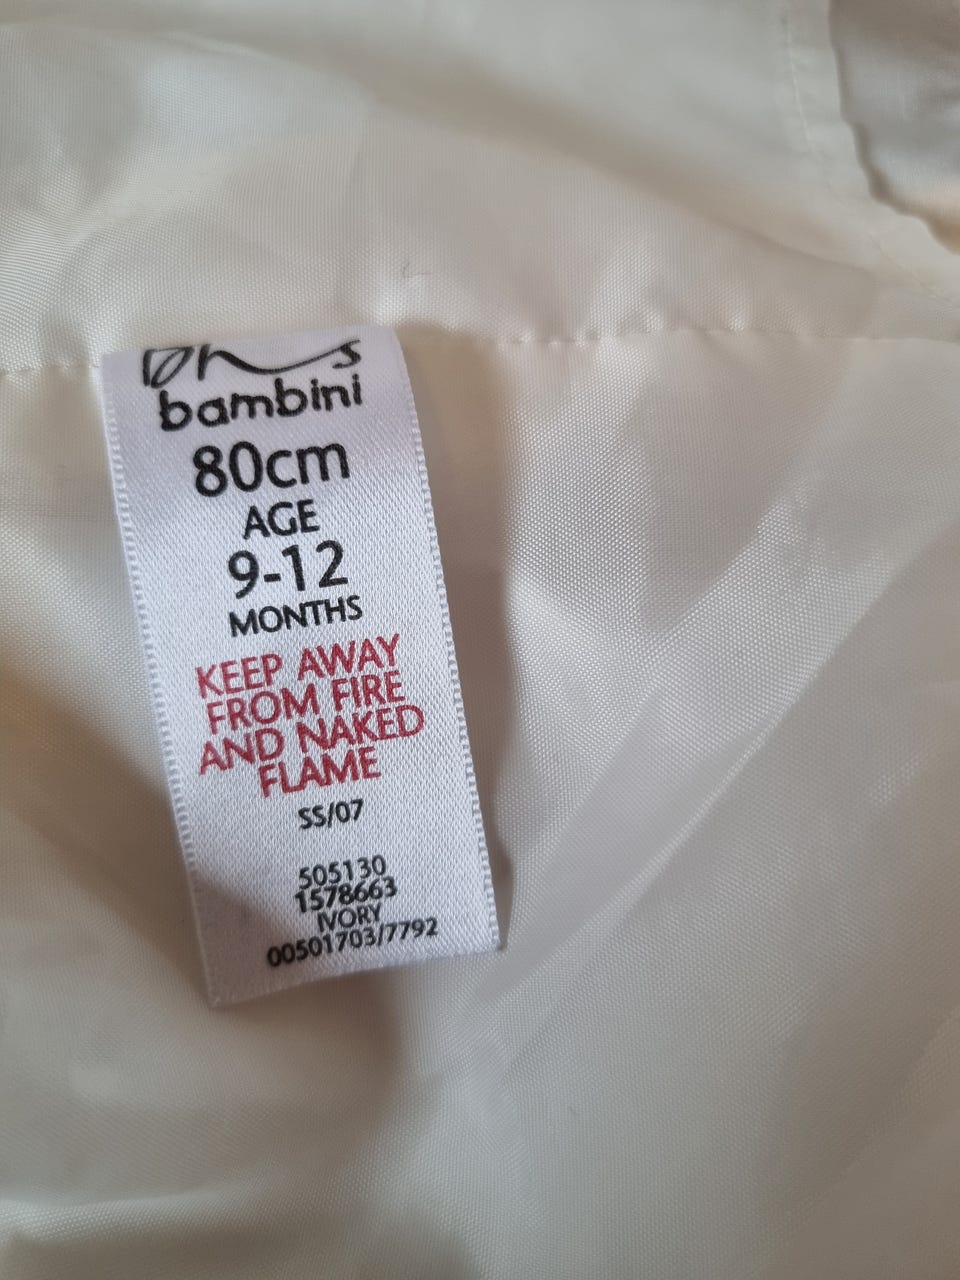 bambini
80cm
AGE
9-12
MONTHS
KEEP AWAY
FROM FIRE
AND NAKED
FLAME
SS/07
505130
1578663
IVORY
00501703/7792